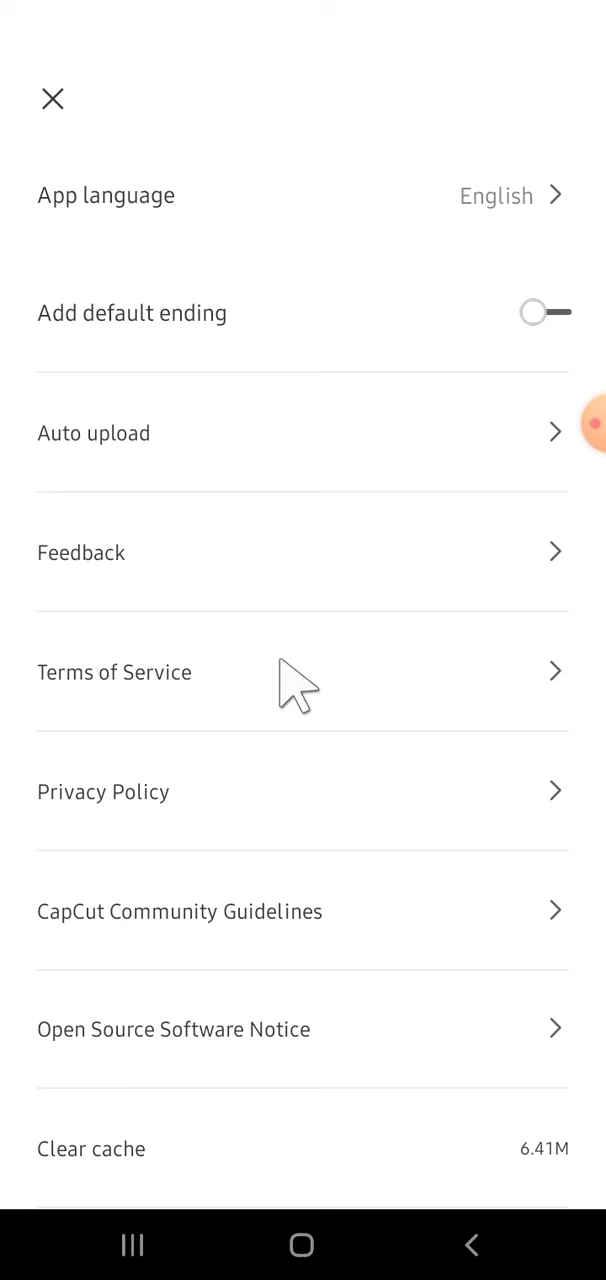 App language English
Add default ending
Auto upload
Feedback
Terms of Service
Privacy Policy
CapCut Community Guidelines
Open Source Software Notice
Clear cache 6.41M